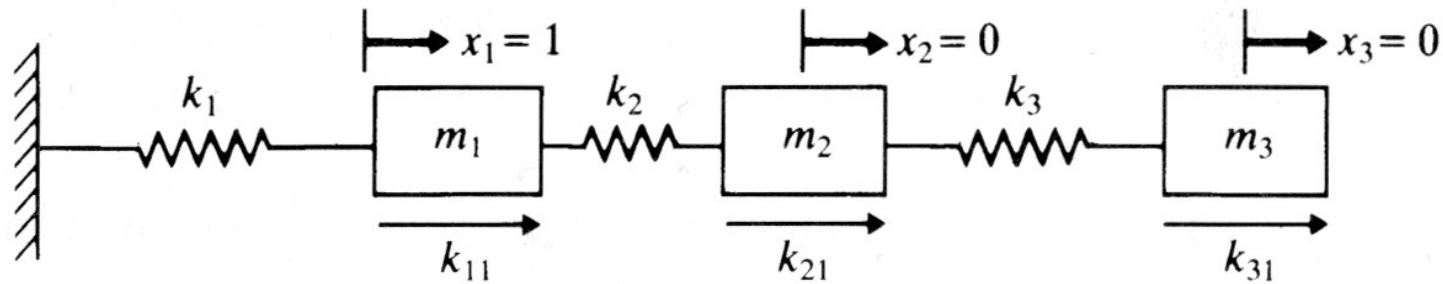 x₁ = 1 x₂ = 0 x₃ = 0
k₁ k₂ k₃
m₁ m₂ m₃
k₁₁ k₂₁ k₃₁